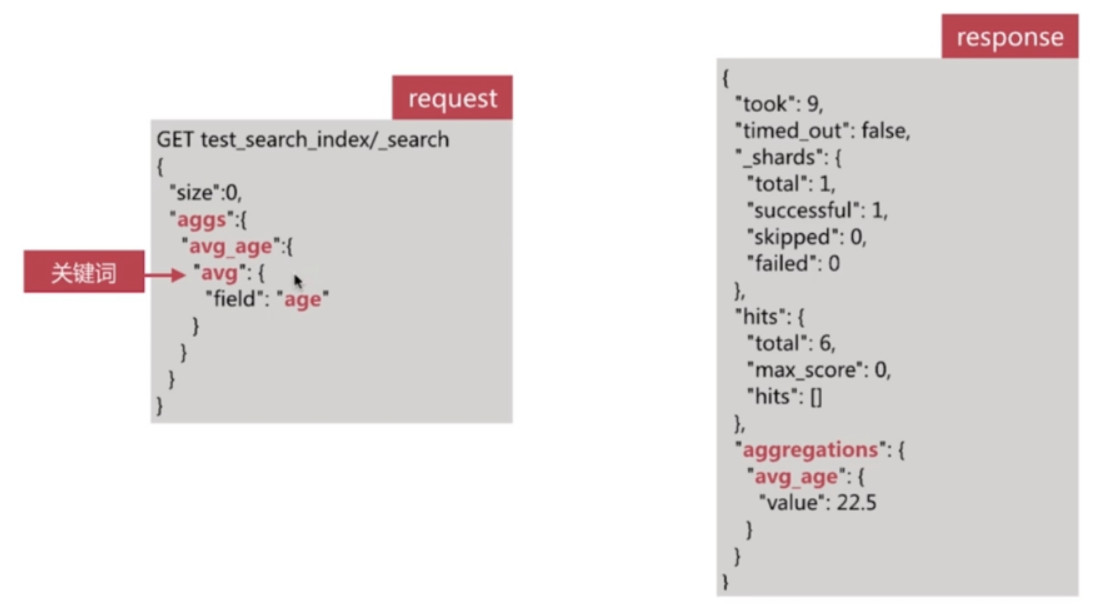 request
GET test_search_index/_search
{
"size":0,
"aggs":{
"avg_age":{
关键词
"avg": {
"field": "age"
}
}
}
}
response
{
"took": 9,
"timed_out": false,
"_shards": {
"total": 1,
"successful": 1,
"skipped": 0,
"failed": 0
},
"hits": {
"total": 6,
"max_score": 0,
"hits": []
},
"aggregations": {
"avg_age": {
"value": 22.5
}
}
}